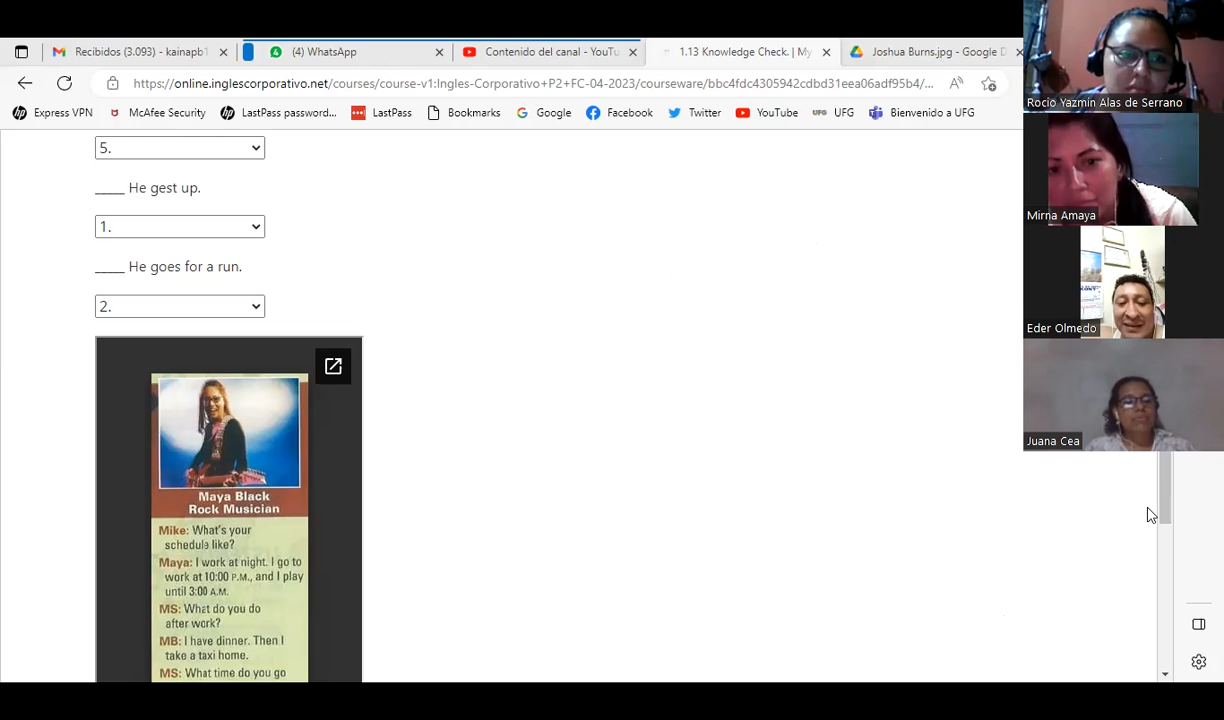 Recibidos (3.093) - kainapb1
(4) WhatsApp
Contenido del canal - YouTu
1.13 Knowledge Check. | My
Joshua Burns.jpg - Google D
https://online.inglescorporativo.net/courses/course-v1:Ingles-Corporativo+P2+FC-04-2023/courseware/bbc4fdc4305942cdbd31eea06adf95b4/...
Express VPN
McAfee Security
LastPass password...
LastPass
Bookmarks
Google
Facebook
Twitter
YouTube
UFG
Bienvenido a UFG
5.
_____ He gest up.
1.
_____ He goes for a run.
2.
Maya Black
Rock Musician
Mike: What's your
schedule like?
Maya: I work at night. I go to
work at 10:00 P.M., and I play
until 3:00 A.M.
MS: What do you do
after work?
MB: I have dinner. Then I
take a taxi home.
MS: What time do you go
Rocio Yazmín Alas de Serrano
Mirna Amaya
Eder Olmedo
Juana Cea